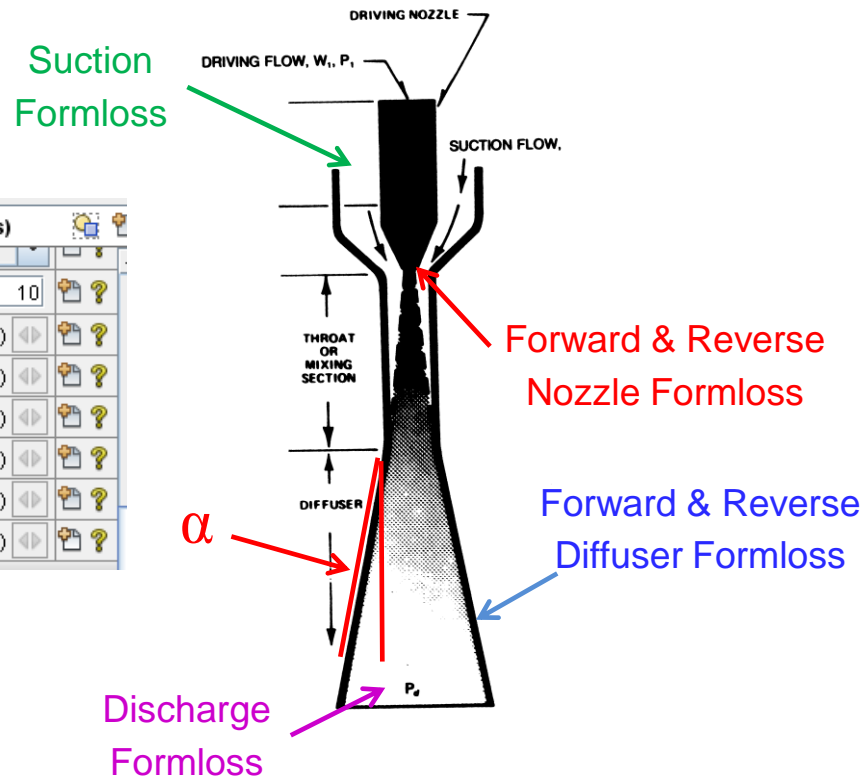 DRIVING NOZZLE
Suction
Formloss
DRIVING FLOW, W₁, P₁
SUCTION FLOW,
s)
10
)
)
)
)
)
)
THROAT
OR
MIXING
SECTION
Forward & Reverse
Nozzle Formloss
DIFFUSER
α
Forward & Reverse
Diffuser Formloss
P_d
Discharge
Formloss